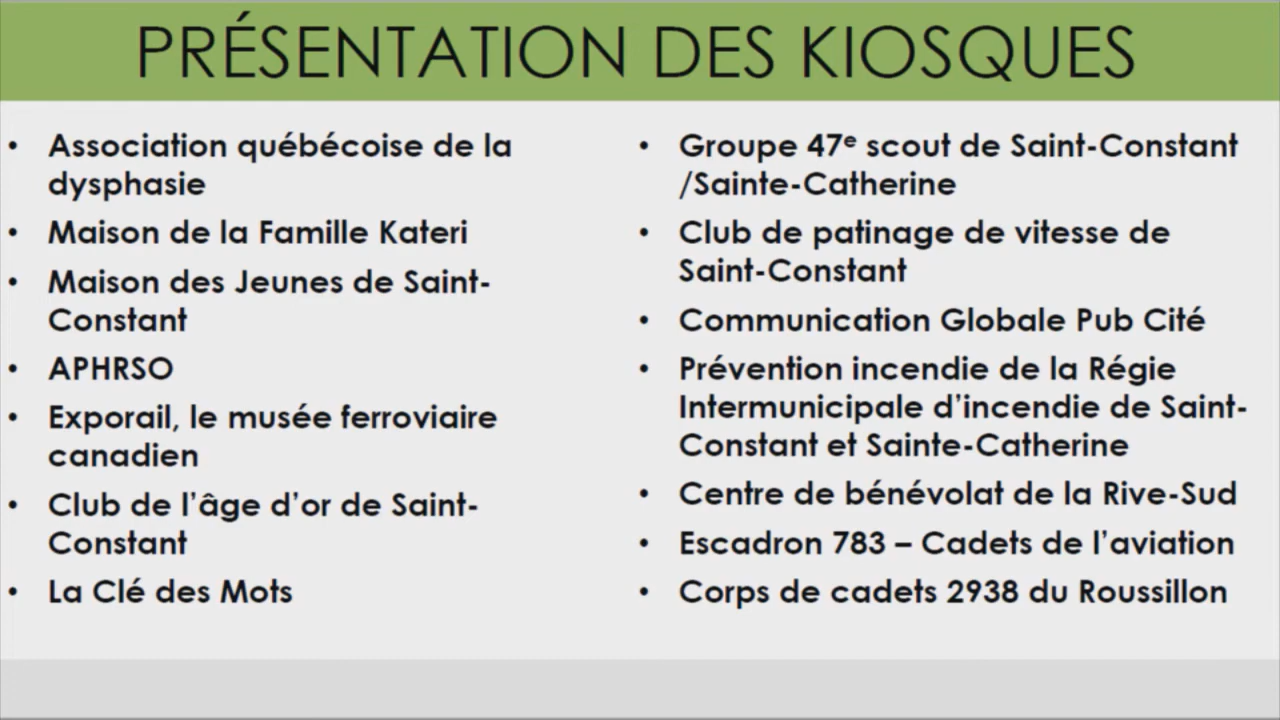 PRÉSENTATION DES KIOSQUES
• Association québécoise de la
dysphasie
• Maison de la Famille Kateri
• Maison des Jeunes de Saint-
Constant
• APHRSO
• Exporail, le musée ferroviaire
canadien
• Club de l’âge d’or de Saint-
Constant
• La Clé des Mots
• Groupe 47ᵉ scout de Saint-Constant
/Sainte-Catherine
• Club de patinage de vitesse de
Saint-Constant
• Communication Globale Pub Cité
• Prévention incendie de la Régie
Intermunicipale d’incendie de Saint-
Constant et Sainte-Catherine
• Centre de bénévolat de la Rive-Sud
• Escadron 783 – Cadets de l’aviation
• Corps de cadets 2938 du Roussillon